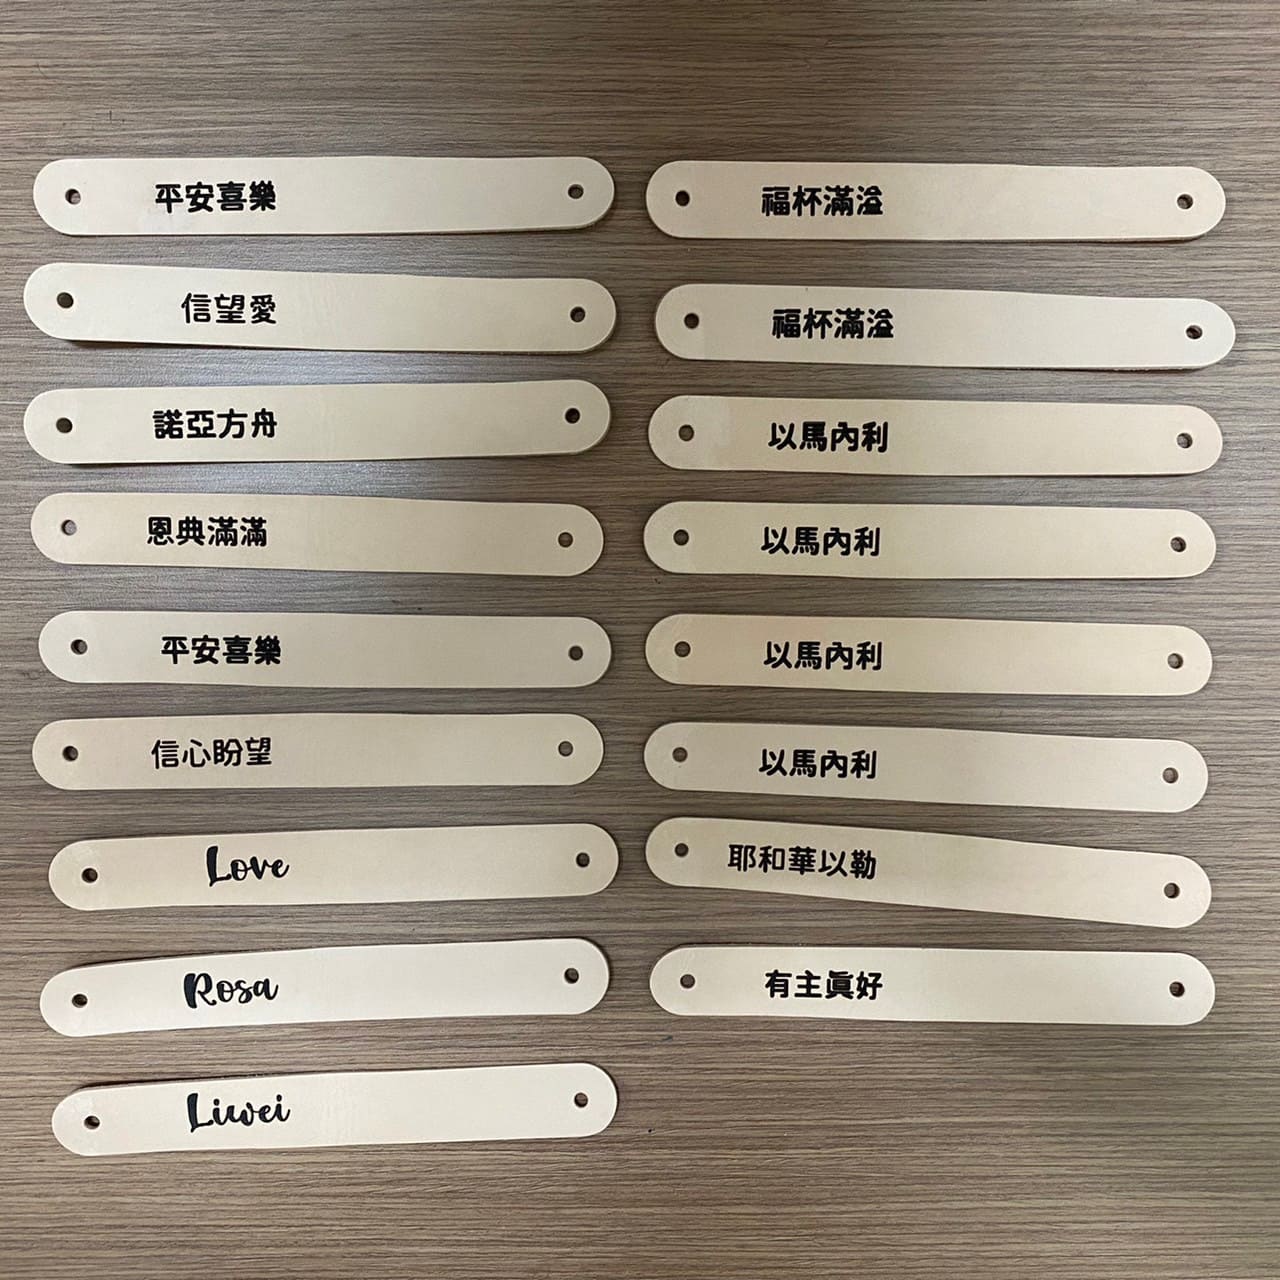 平安喜樂
信望愛
諾亞方舟
恩典滿滿
平安喜樂
信心盼望
Love
Rosa
Liwei
福杯滿溢
福杯滿溢
以馬內利
以馬內利
以馬內利
以馬內利
耶和華以勒
有主真好